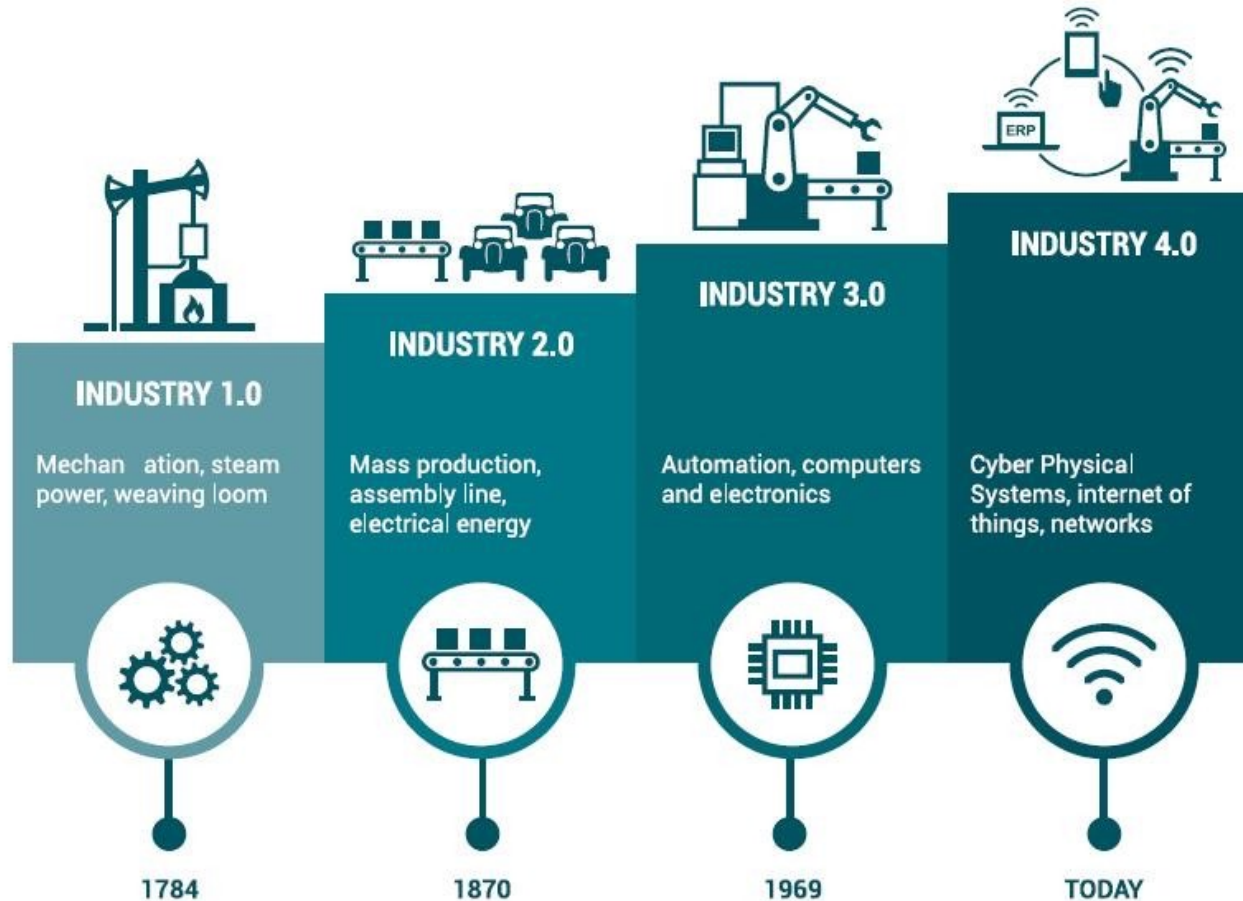 ERP
INDUSTRY 1.0
Mechan ation, steam
power, weaving loom
1784
INDUSTRY 2.0
Mass production,
assembly line,
electrical energy
1870
INDUSTRY 3.0
Automation, computers
and electronics
1969
INDUSTRY 4.0
Cyber Physical
Systems, internet of
things, networks
TODAY